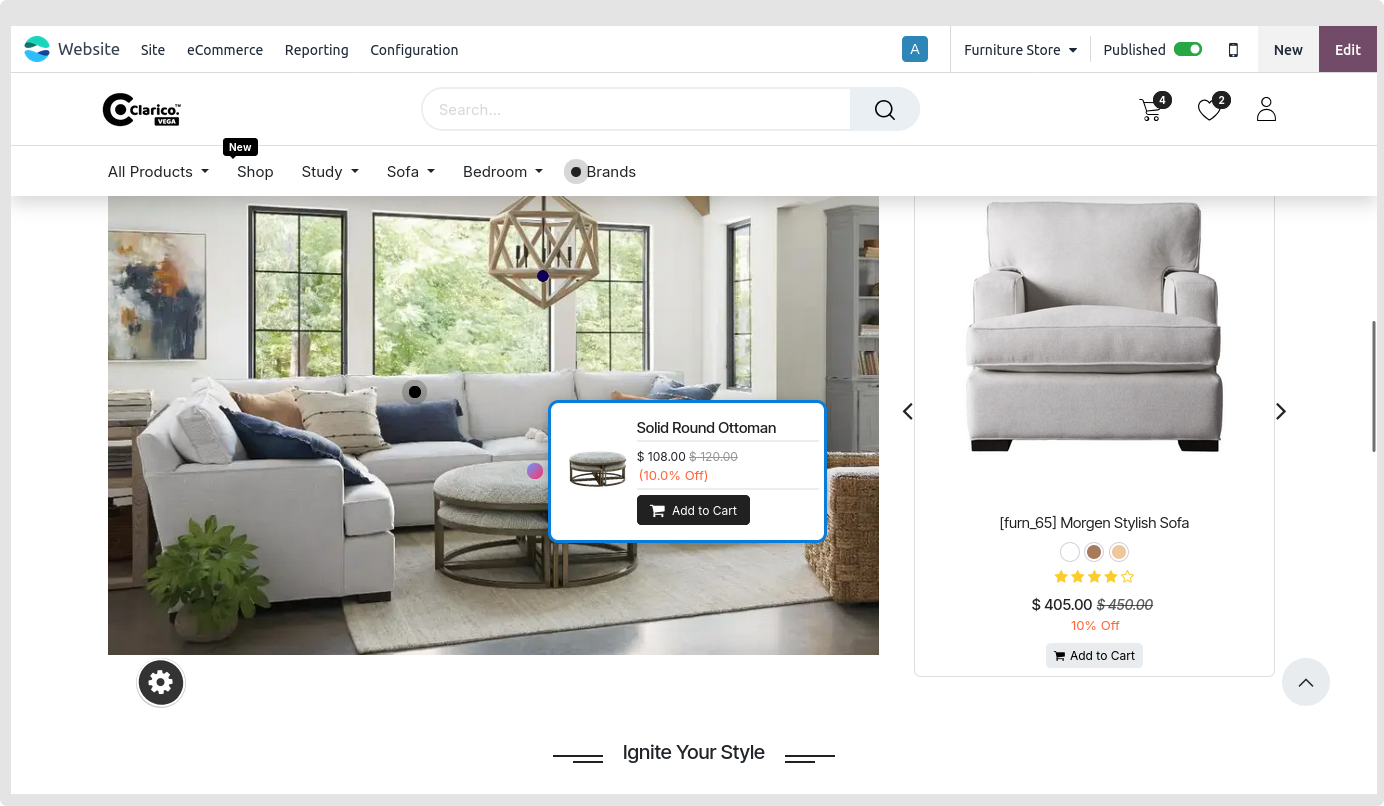 Website Site eCommerce Reporting Configuration A Furniture Store Published New Edit
Clarico.™
VEGA
Search...
4
2
New
All Products Shop Study Sofa Bedroom Brands
Solid Round Ottoman
$ 108.00 $ 120.00
(10.0% Off)
Add to Cart
[furn_65] Morgen Stylish Sofa
$ 405.00 $ 450.00
10% Off
Add to Cart
Ignite Your Style